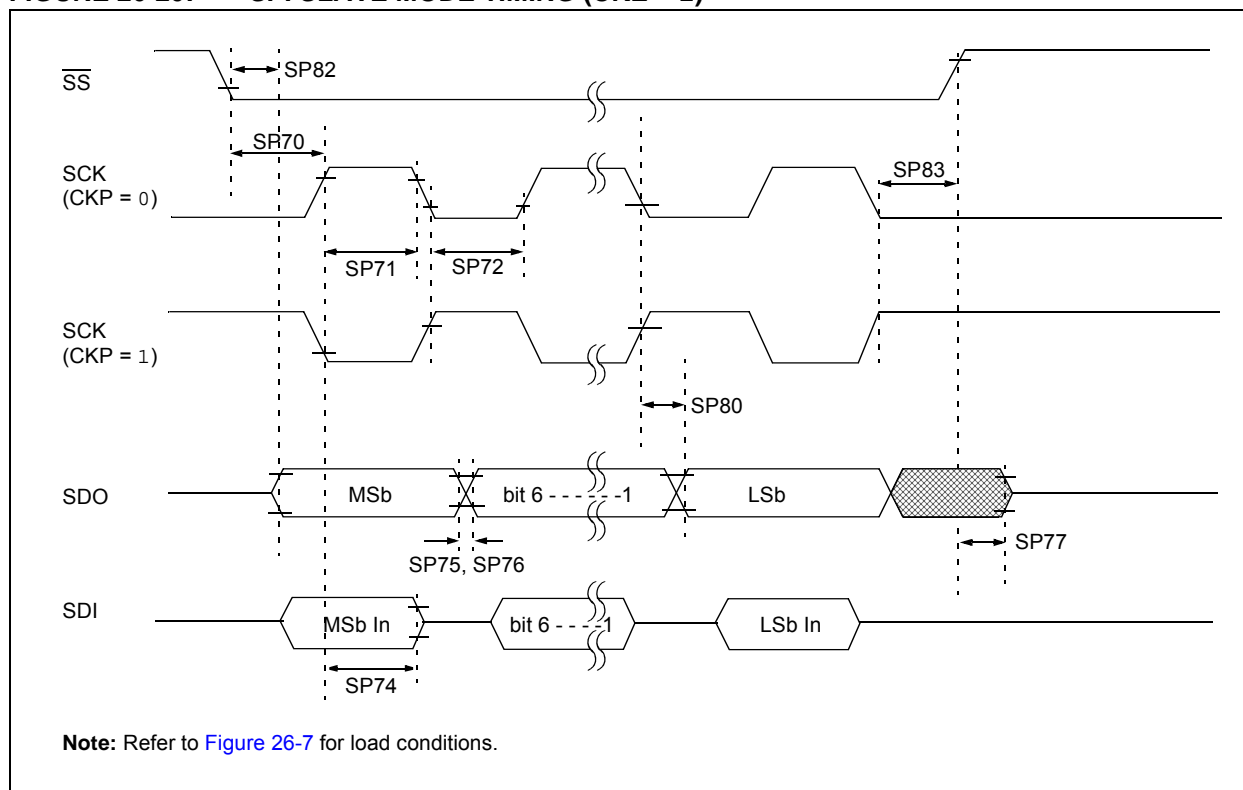 SS
SP82
SP70
SCK
(CKP = 0)
SP83
SP71
SP72
SCK
(CKP = 1)
SP80
SDO
MSb
bit 6 - - - - - -1
LSb
SP75, SP76
SP77
SDI
MSb In
bit 6 - - - -1
LSb In
SP74
Note: Refer to Figure 26-7 for load conditions.